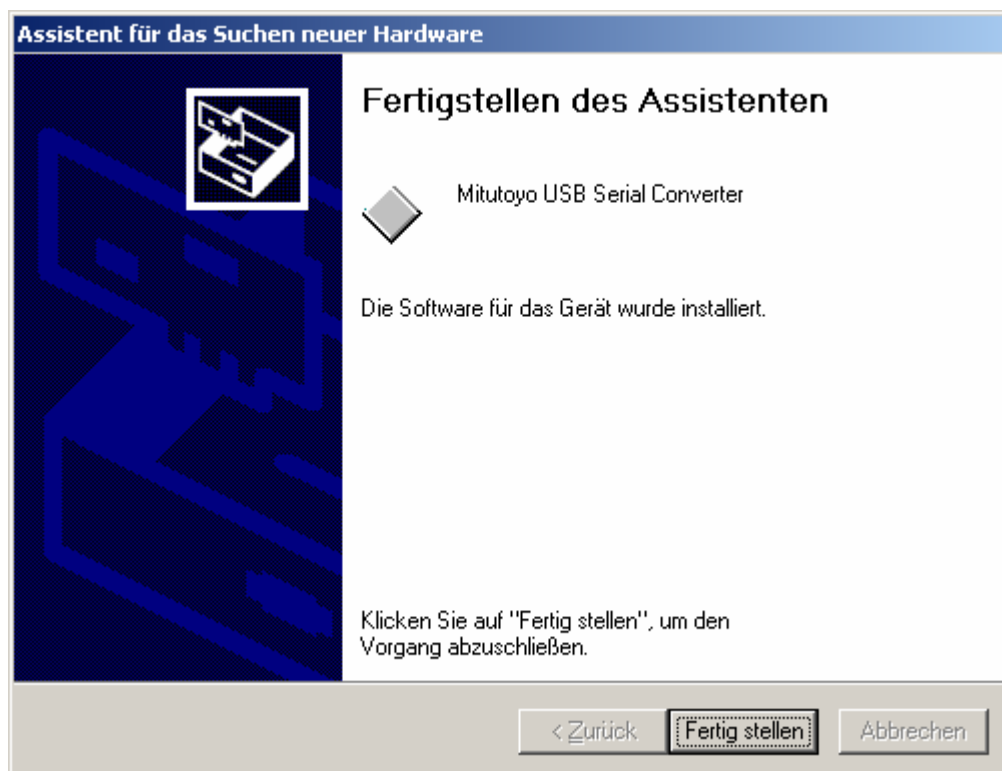 Assistent für das Suchen neuer Hardware
Fertigstellen des Assistenten
Mitutoyo USB Serial Converter
Die Software für das Gerät wurde installiert.
Klicken Sie auf "Fertig stellen", um den
Vorgang abzuschließen.
< Zurück
Fertig stellen
Abbrechen